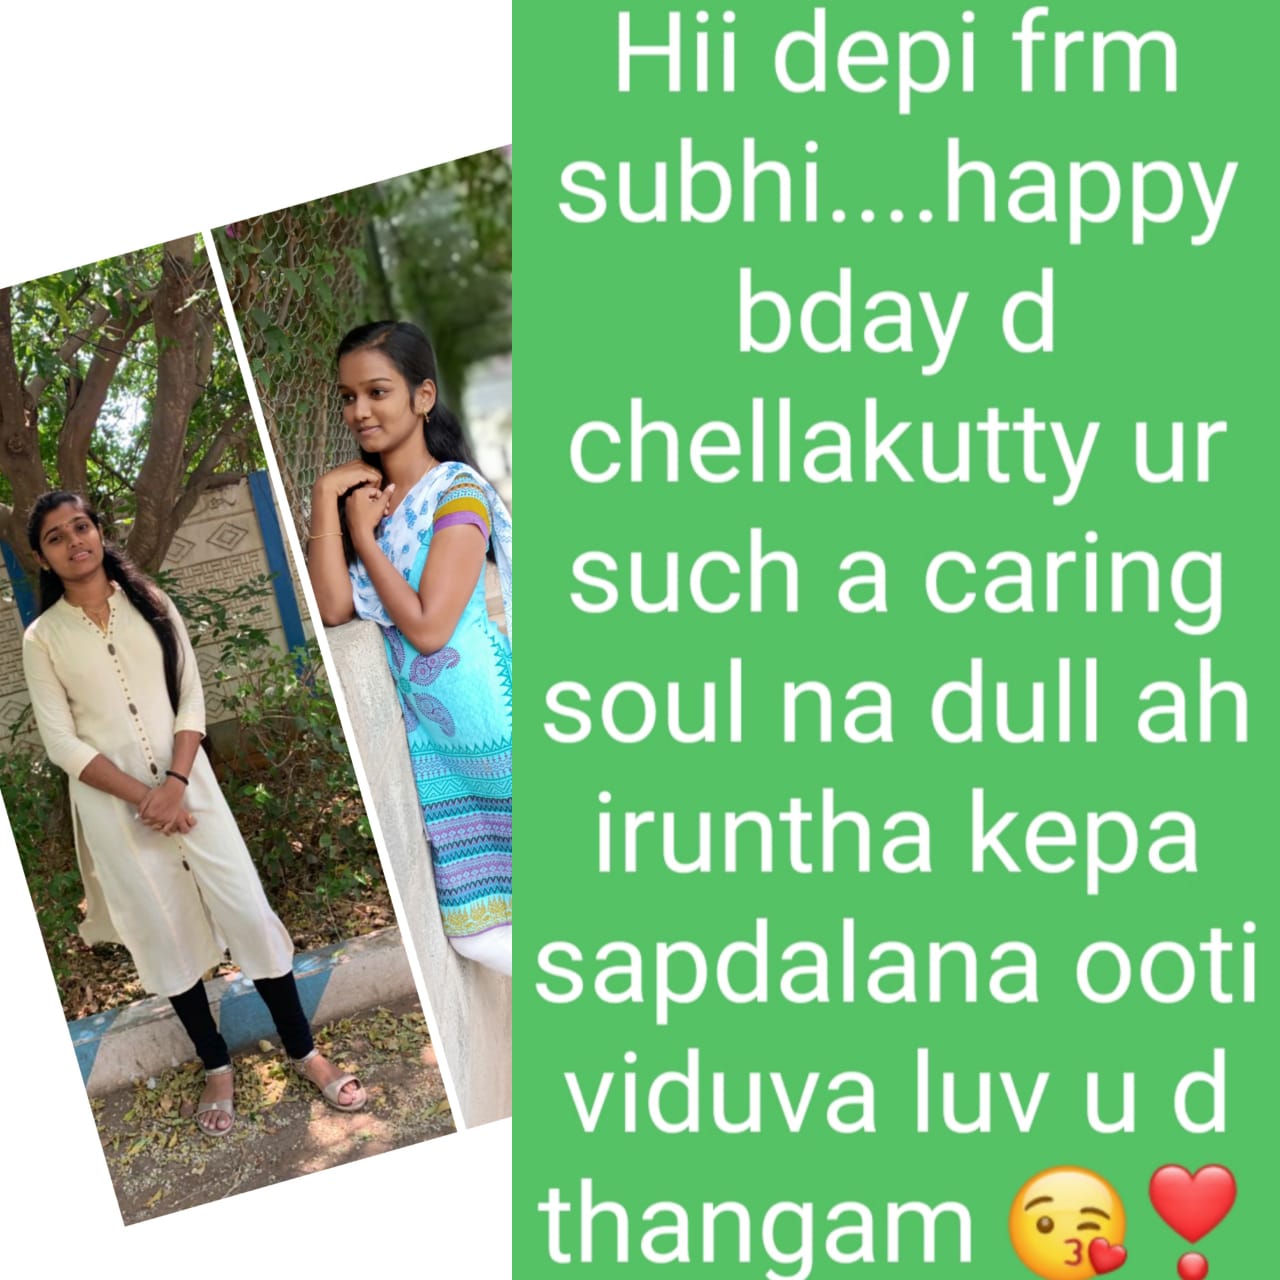 Hii depi frm
subhi....happy
bday d
chellakutty ur
such a caring
soul na dull ah
iruntha kepa
sapdalana ooti
viduva luv u d
thangam 😘❣️